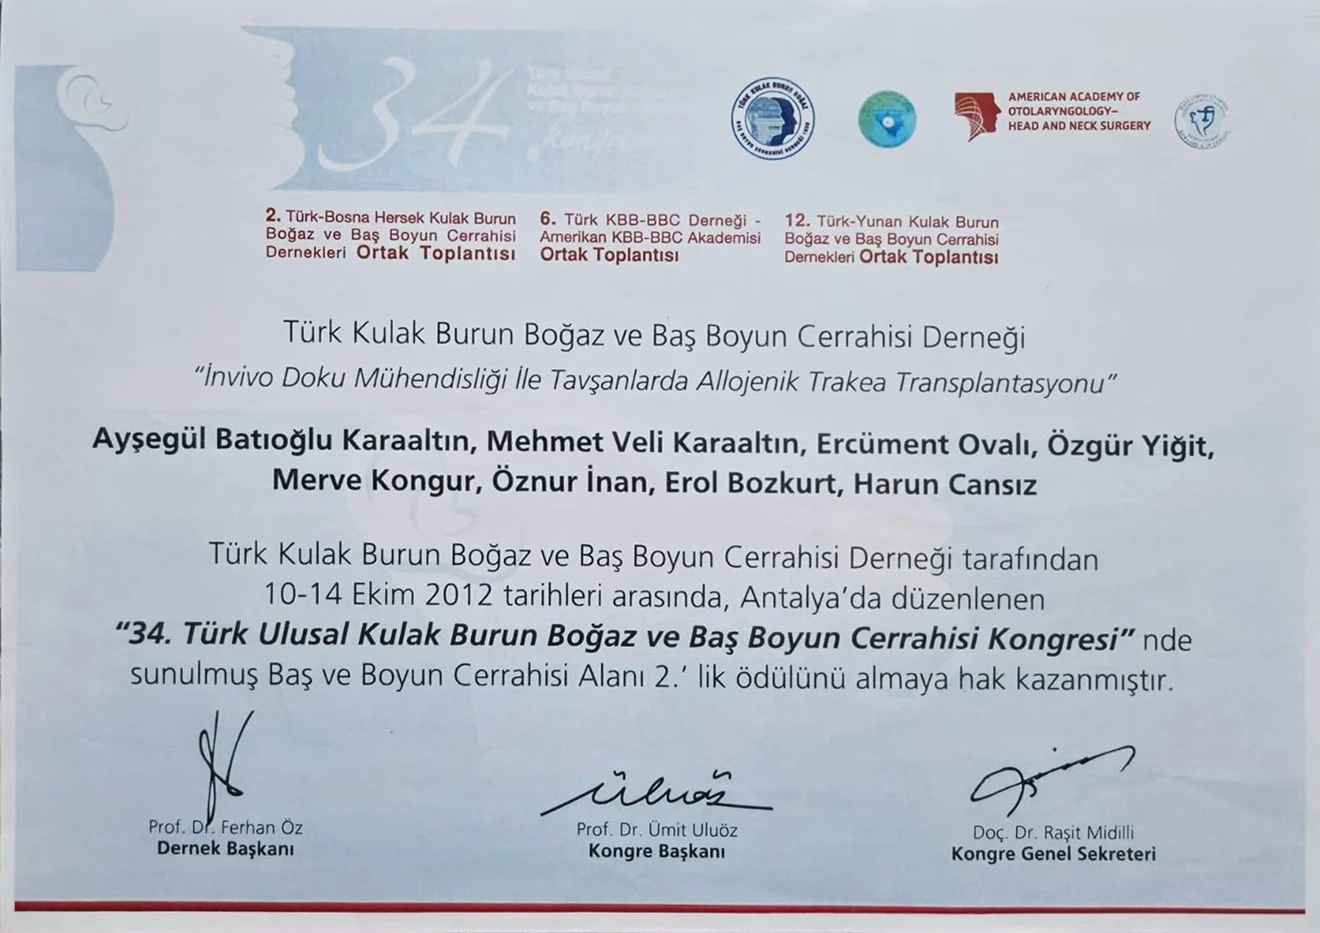 34.
AMERICAN ACADEMY OF
OTOLARYNGOLOGY–
HEAD AND NECK SURGERY
2. Türk-Bosna Hersek Kulak Burun
Boğaz ve Baş Boyun Cerrahisi
Dernekleri Ortak Toplantısı
6. Türk KBB-BBC Derneği -
Amerikan KBB-BBC Akademisi
Ortak Toplantısı
12. Türk-Yunan Kulak Burun
Boğaz ve Baş Boyun Cerrahisi
Dernekleri Ortak Toplantısı
Türk Kulak Burun Boğaz ve Baş Boyun Cerrahisi Derneği
“İnvivo Doku Mühendisliği İle Tavşanlarda Allojenik Trakea Transplantasyonu”
Ayşegül Batıoğlu Karaaltın, Mehmet Veli Karaaltın, Ercüment Ovalı, Özgür Yiğit,
Merve Kongur, Öznur İnan, Erol Bozkurt, Harun Cansız
Türk Kulak Burun Boğaz ve Baş Boyun Cerrahisi Derneği tarafından
10-14 Ekim 2012 tarihleri arasında, Antalya’da düzenlenen
“34. Türk Ulusal Kulak Burun Boğaz ve Baş Boyun Cerrahisi Kongresi” nde
sunulmuş Baş ve Boyun Cerrahisi Alanı 2.’ lik ödülünü almaya hak kazanmıştır.
Prof. Dr. Ferhan Öz
Dernek Başkanı
Prof. Dr. Ümit Uluöz
Kongre Başkanı
Doç. Dr. Raşit Midilli
Kongre Genel Sekreteri